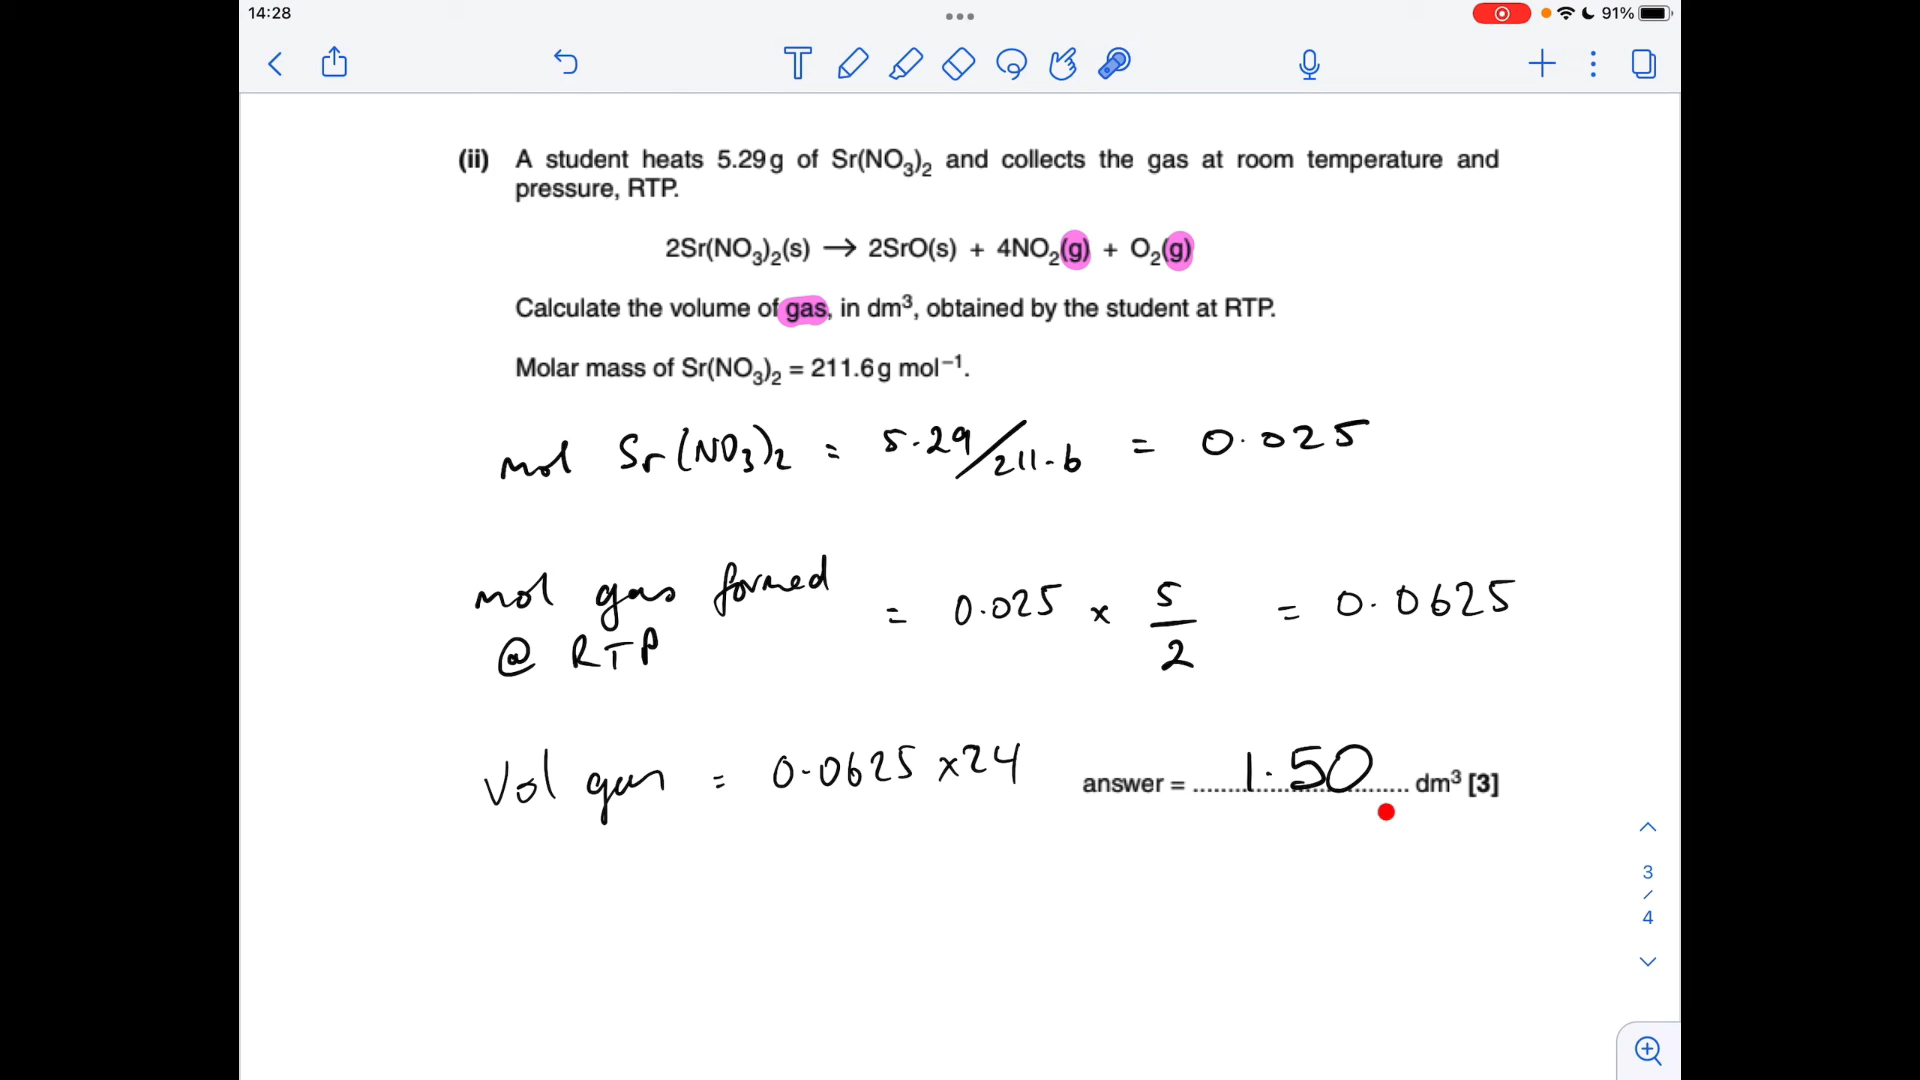 14:28
91%
(ii) A student heats 5.29 g of Sr(NO₃)₂ and collects the gas at room temperature and
pressure, RTP.
2Sr(NO₃)₂(s) → 2SrO(s) + 4NO₂(g) + O₂(g)
Calculate the volume of gas, in dm³, obtained by the student at RTP.
Molar mass of Sr(NO₃)₂ = 211.6 g mol⁻¹.
mol Sr(NO₃)₂ = 5.29/211.6 = 0.025
mol gas formed
@ RTP = 0.025 × 5/2 = 0.0625
Vol gas = 0.0625 × 24
answer = 1.50 dm³ [3]
3
/
4